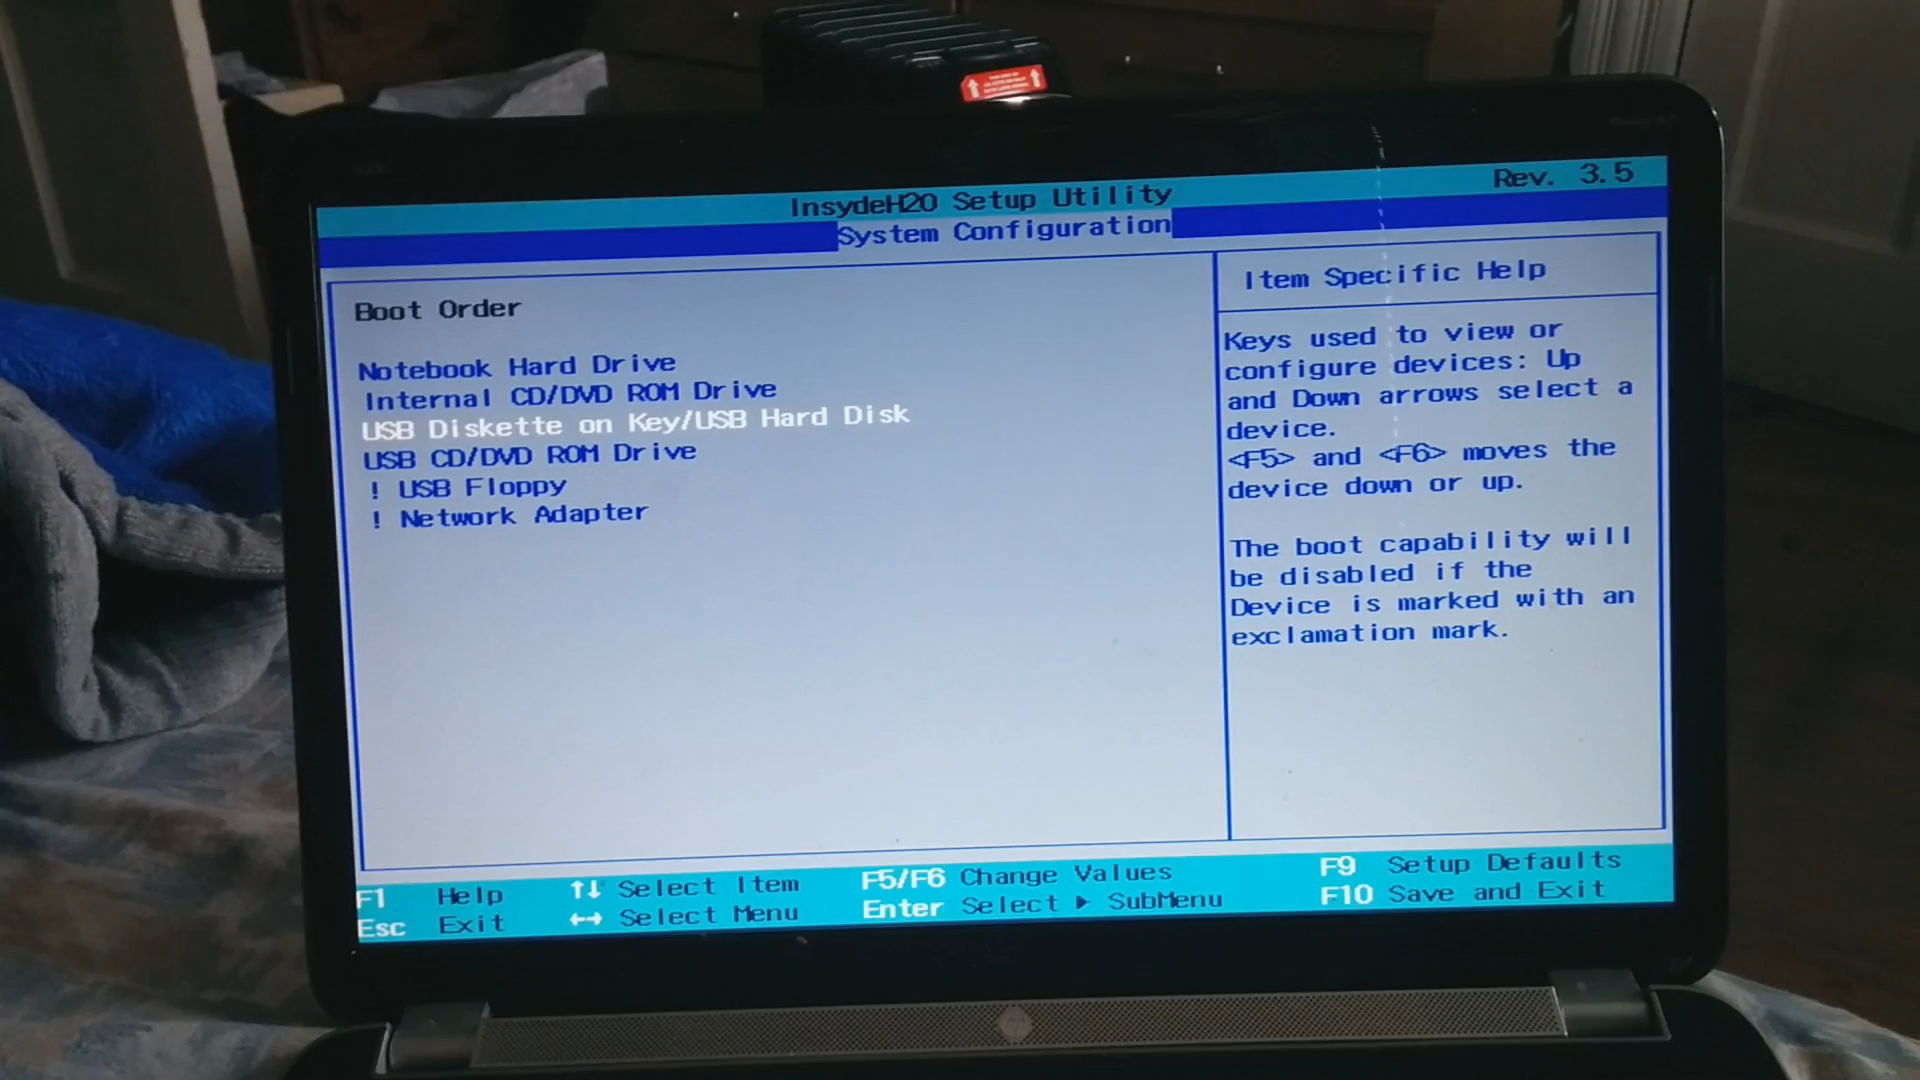 InsydeH20 Setup Utility
Rev. 3.5
System Configuration
Boot Order
Notebook Hard Drive
Internal CD/DVD ROM Drive
USB Diskette on Key/USB Hard Disk
USB CD/DVD ROM Drive
! USB Floppy
! Network Adapter
Item Specific Help
Keys used to view or
configure devices: Up
and Down arrows select a
device.
<F5> and <F6> moves the
device down or up.
The boot capability will
be disabled if the
Device is marked with an
exclamation mark.
F1 Help ↑↓ Select Item F5/F6 Change Values F9 Setup Defaults
Esc Exit ↔ Select Menu Enter Select ▶ SubMenu F10 Save and Exit
hp